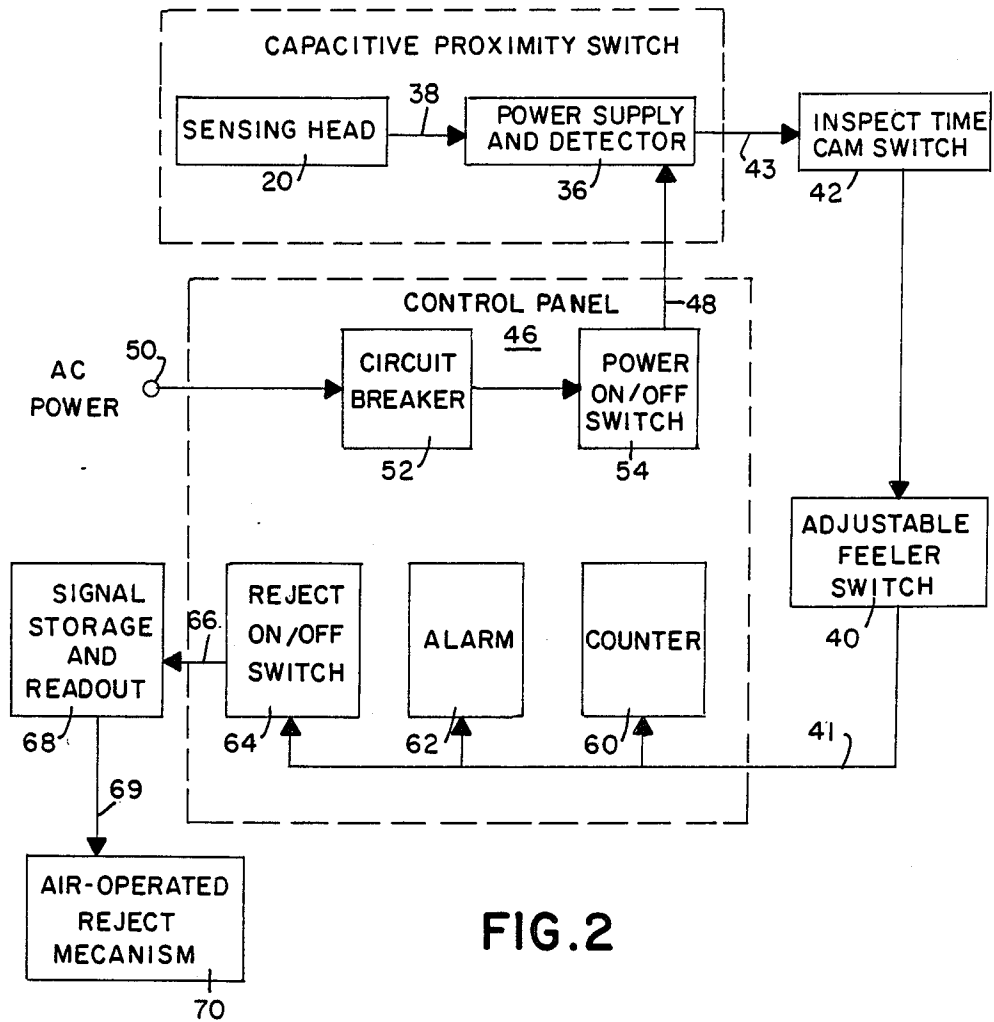 CAPACITIVE PROXIMITY SWITCH
SENSING HEAD
20
38
POWER SUPPLY
AND DETECTOR
36
43
INSPECT TIME
CAM SWITCH
42
48
CONTROL PANEL
46
AC
POWER
50
CIRCUIT
BREAKER
52
POWER
ON/OFF
SWITCH
54
ADJUSTABLE
FEELER
SWITCH
40
41
COUNTER
60
ALARM
62
REJECT
ON/OFF
SWITCH
64
66
SIGNAL
STORAGE
AND
READOUT
68
69
AIR-OPERATED
REJECT
MECANISM
70
FIG.2